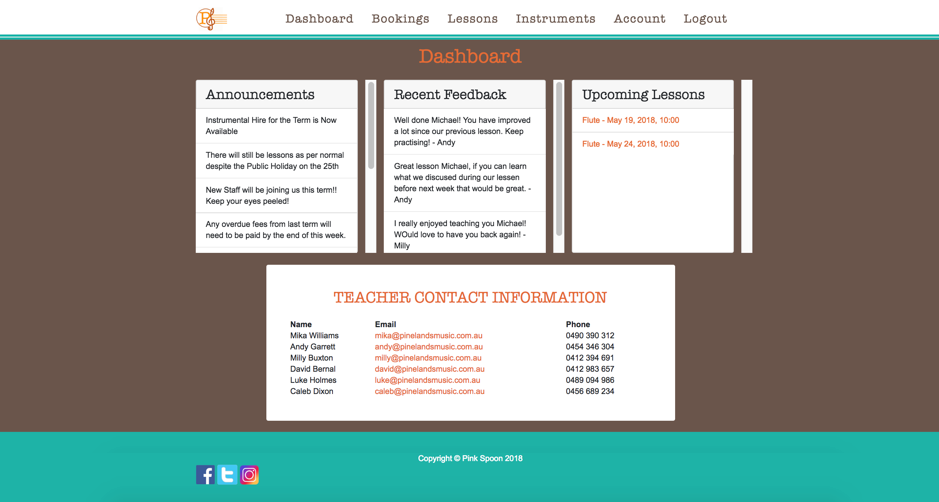 Dashboard Bookings Lessons Instruments Account Logout
Dashboard
Announcements
Instrumental Hire for the Term is Now
Available
There will still be lessons as per normal
despite the Public Holiday on the 25th
New Staff will be joining us this term!!
Keep your eyes peeled!
Any overdue fees from last term will
need to be paid by the end of this week.
Recent Feedback
Well done Michael! You have improved
a lot since our previous lesson. Keep
practising! - Andy
Great lesson Michael, if you can learn
what we discused during our lessen
before next week that would be great. -
Andy
I really enjoyed teaching you Michael!
WOuld love to have you back again! -
Milly
Upcoming Lessons
Flute - May 19, 2018, 10:00
Flute - May 24, 2018, 10:00
TEACHER CONTACT INFORMATION
Name Email Phone
Mika Williams mika@pinelandsmusic.com.au 0490 390 312
Andy Garrett andy@pinelandsmusic.com.au 0454 346 304
Milly Buxton milly@pinelandsmusic.com.au 0412 394 691
David Bernal david@pinelandsmusic.com.au 0412 983 657
Luke Holmes luke@pinelandsmusic.com.au 0489 094 986
Caleb Dixon caleb@pinelandsmusic.com.au 0456 689 234
Copyright © Pink Spoon 2018